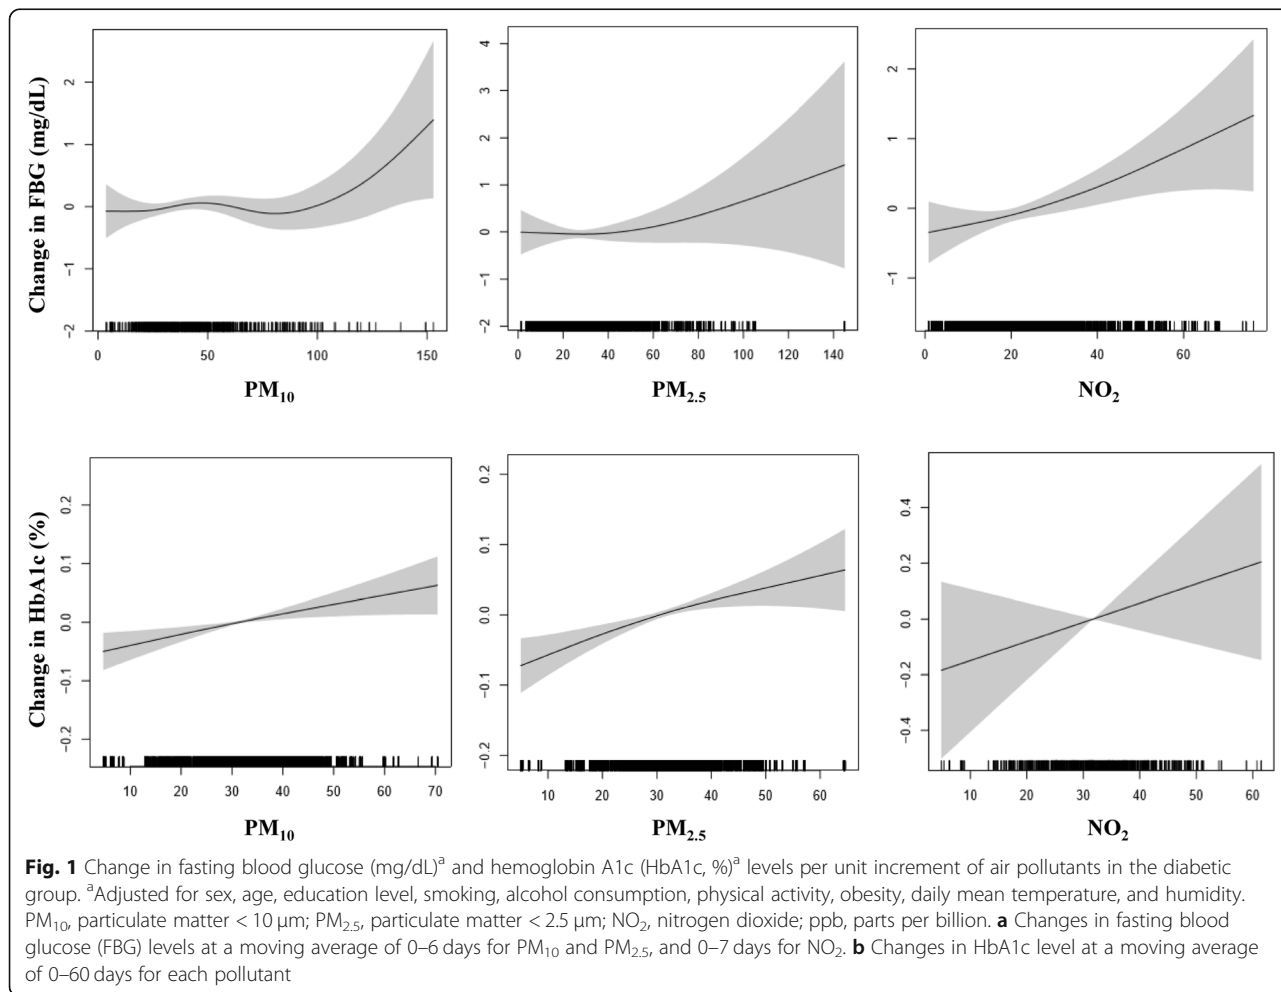 Change in FBG (mg/dL)
2
1
0
−1
−2
0 50 100 150
PM10
4
3
2
1
0
−1
−2
0 20 40 60 80 100 120 140
PM2.5
2
1
0
−1
0 20 40 60
NO2
Change in HbA1c (%)
0.2
0.1
0.0
−0.1
−0.2
10 20 30 40 50 60 70
PM10
0.2
0.1
0.0
−0.1
−0.2
10 20 30 40 50 60
PM2.5
0.4
0.2
0.0
−0.2
−0.4
10 20 30 40 50 60
NO2
Fig. 1 Change in fasting blood glucose (mg/dL)a and hemoglobin A1c (HbA1c, %)a levels per unit increment of air pollutants in the diabetic
group. aAdjusted for sex, age, education level, smoking, alcohol consumption, physical activity, obesity, daily mean temperature, and humidity.
PM10, particulate matter < 10 μm; PM2.5, particulate matter < 2.5 μm; NO2, nitrogen dioxide; ppb, parts per billion. a Changes in fasting blood
glucose (FBG) levels at a moving average of 0–6 days for PM10 and PM2.5, and 0–7 days for NO2. b Changes in HbA1c level at a moving average
of 0–60 days for each pollutant